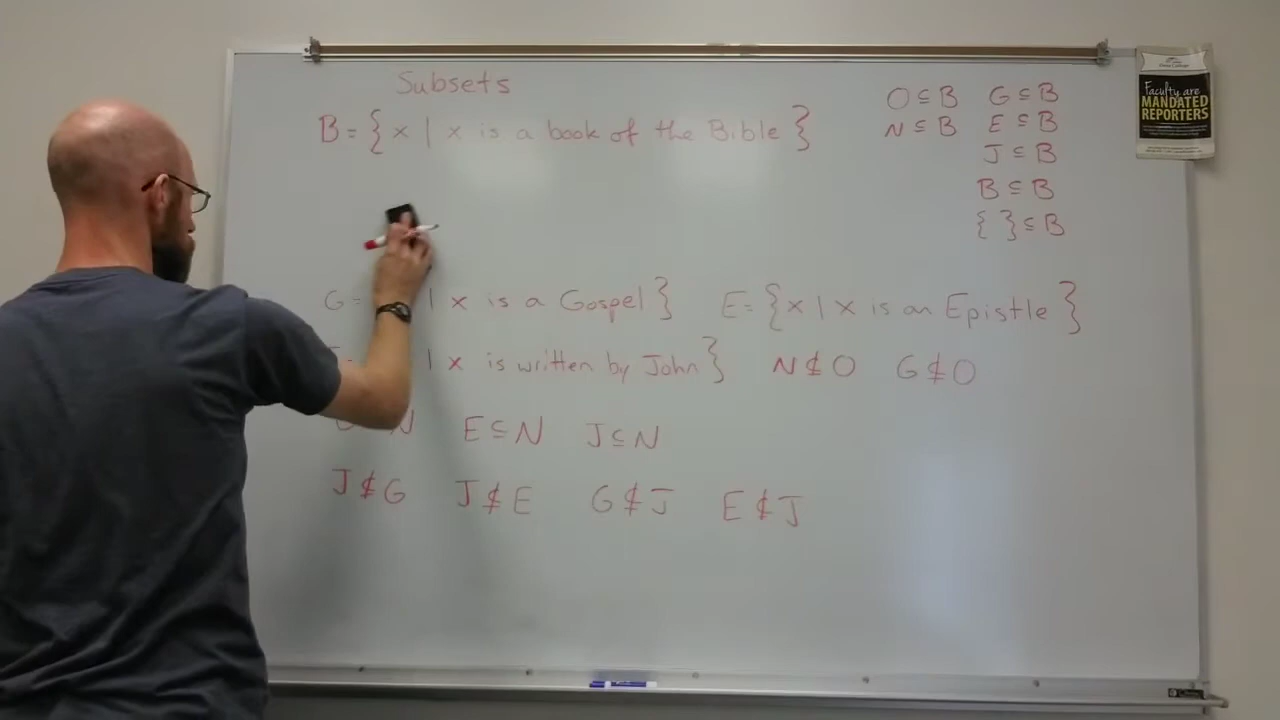 Subsets
B = { x | x is a book of the Bible }
O ⊆ B G ⊆ B
N ⊆ B E ⊆ B
J ⊆ B
B ⊆ B
{ } ⊆ B
G = | x is a Gospel } E = { x | x is an Epistle }
| x is written by John } N ⊈ O G ⊈ O
N E ⊆ N J ⊆ N
J ⊈ G J ⊈ E G ⊈ J E ⊈ J
Faculty are
MANDATED
REPORTERS